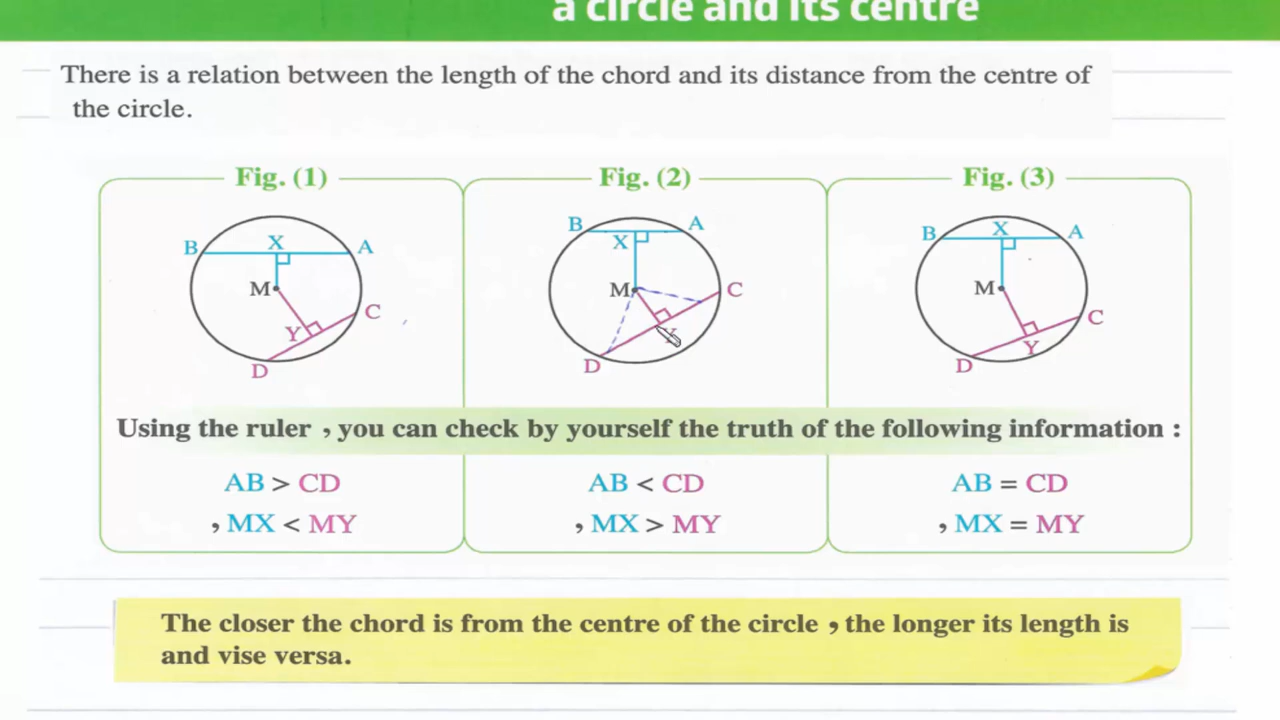 a circle and its centre
There is a relation between the length of the chord and its distance from the centre of
the circle.
Fig. (1)
Fig. (2)
Fig. (3)
B X A
M
C
Y
D
B A
X
M C
Y
D
B X A
M
C
Y
D
Using the ruler , you can check by yourself the truth of the following information :
AB > CD
, MX < MY
AB < CD
, MX > MY
AB = CD
, MX = MY
The closer the chord is from the centre of the circle , the longer its length is
and vise versa.